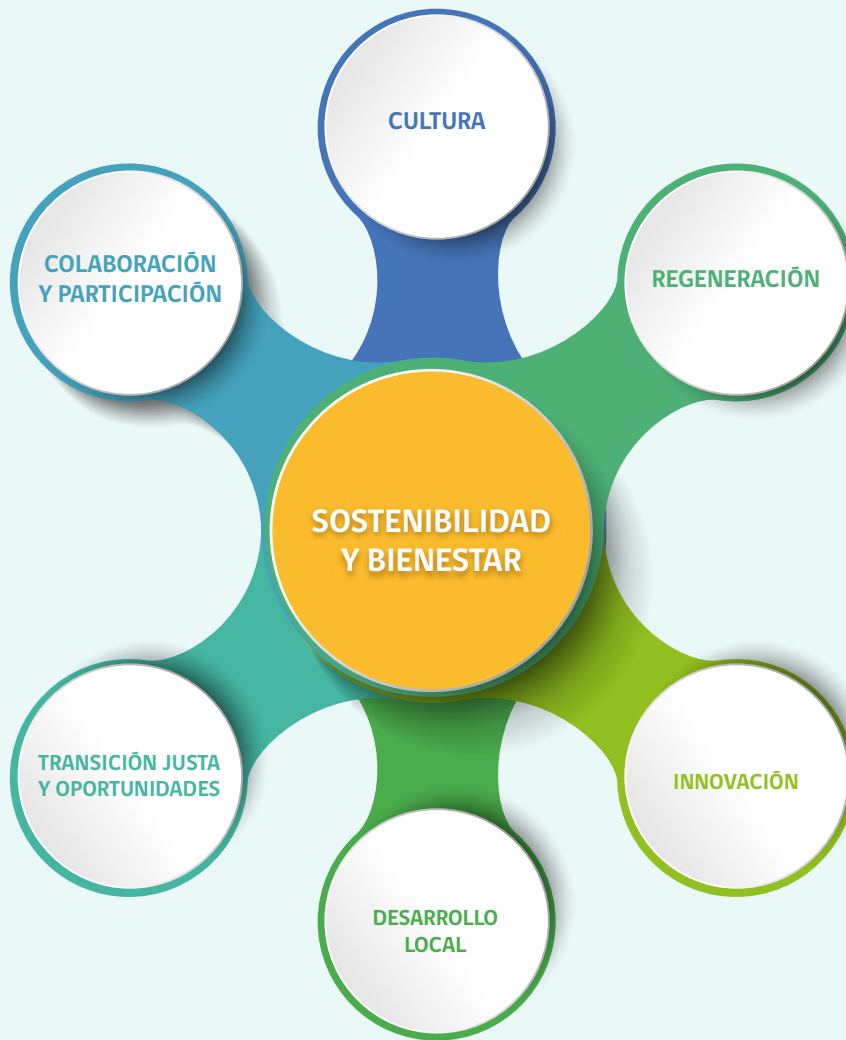 CULTURA
COLABORACIÓN
Y PARTICIPACIÓN
REGENERACIÓN
SOSTENIBILIDAD
Y BIENESTAR
TRANSICIÓN JUSTA
Y OPORTUNIDADES
INNOVACIÓN
DESARROLLO
LOCAL